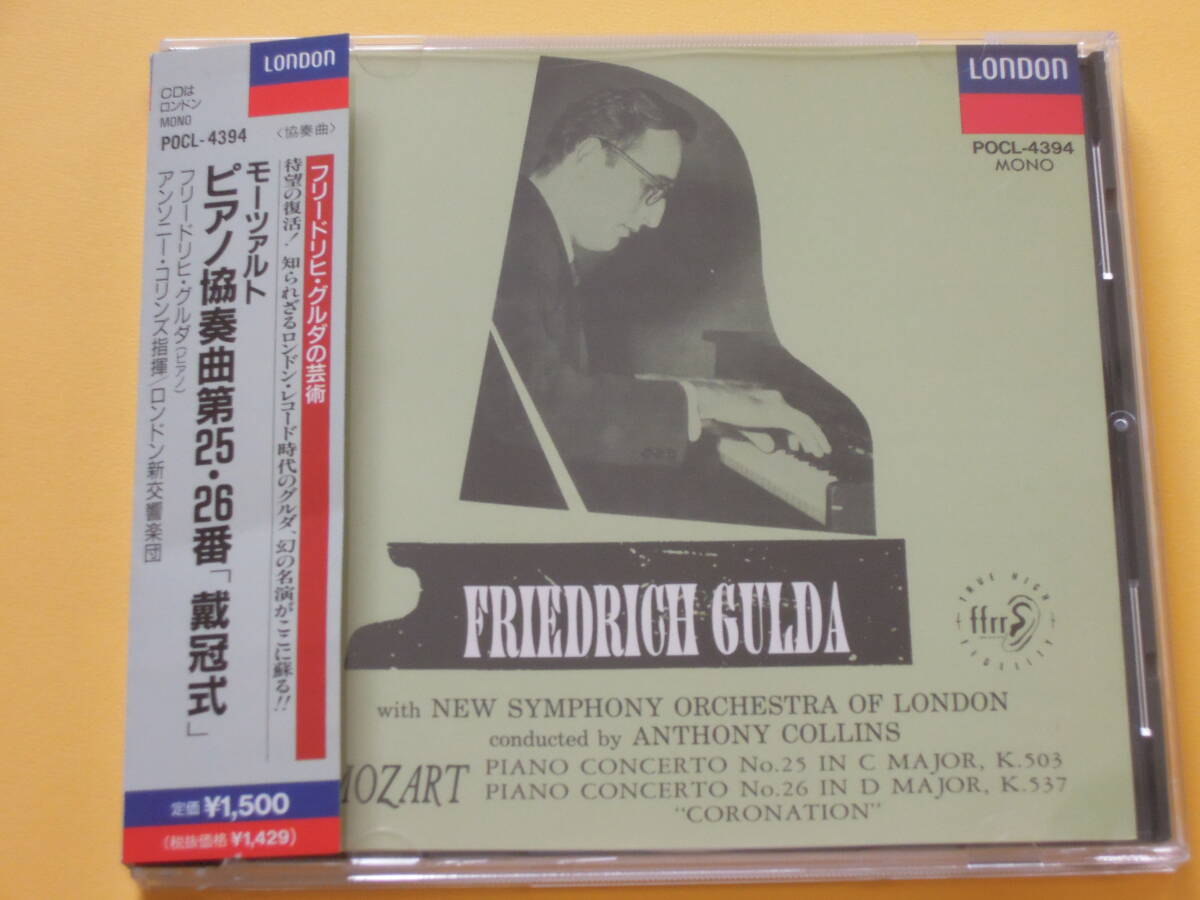 LONDON
CDは
ロンドン
MONO
POCL-4394
〈協奏曲〉
フリードリヒ・グルダの芸術
待望の復活！ 知られざるロンドン・レコード時代のグルダ、幻の名演がここに蘇る!!
モーツァルト
ピアノ協奏曲第25・26番「戴冠式」
フリードリヒ・グルダ(ピアノ)
アンソニー・コリンズ指揮/ロンドン新交響楽団
定価 ¥1,500
(税抜価格 ¥1,429)
LONDON
POCL-4394
MONO
FRIEDRICH GULDA
TRUE HIGH
ffrr
FIDELITY
with NEW SYMPHONY ORCHESTRA OF LONDON
conducted by ANTHONY COLLINS
MOZART
PIANO CONCERTO No.25 IN C MAJOR, K.503
PIANO CONCERTO No.26 IN D MAJOR, K.537
"CORONATION"